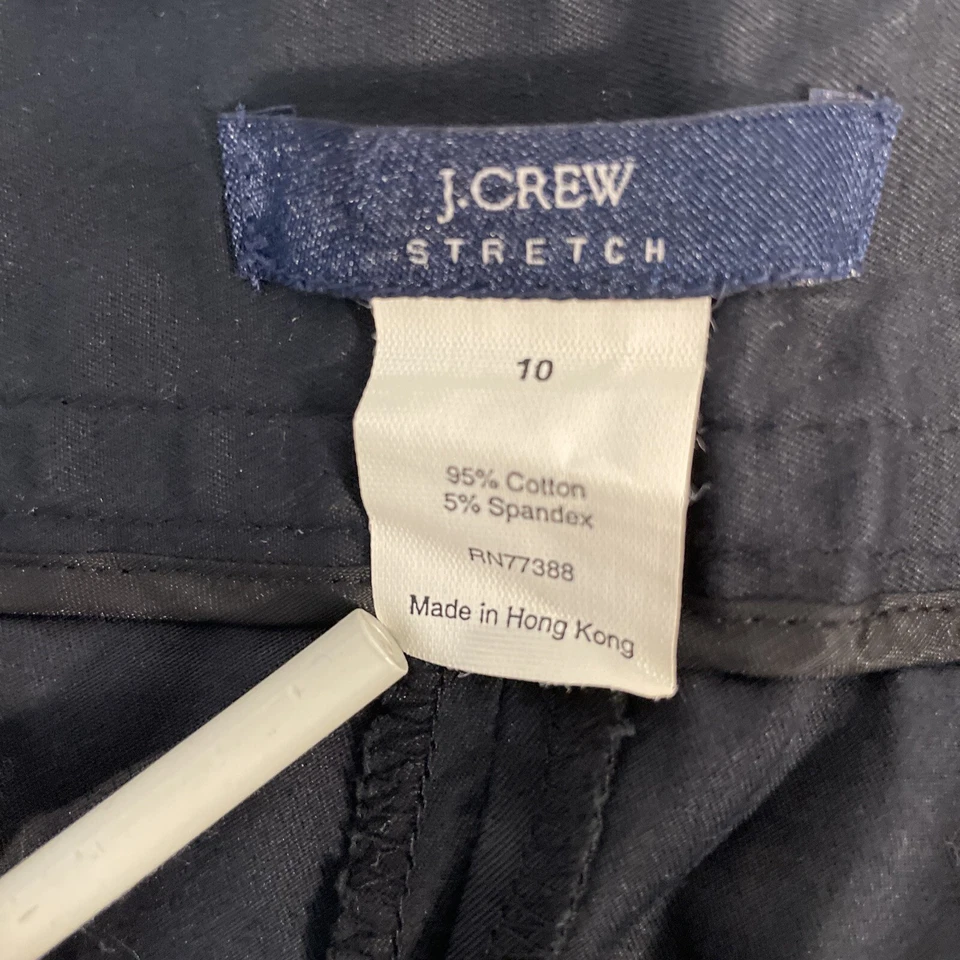 J.CREW
STRETCH
10
95% Cotton
5% Spandex
RN77388
Made in Hong Kong